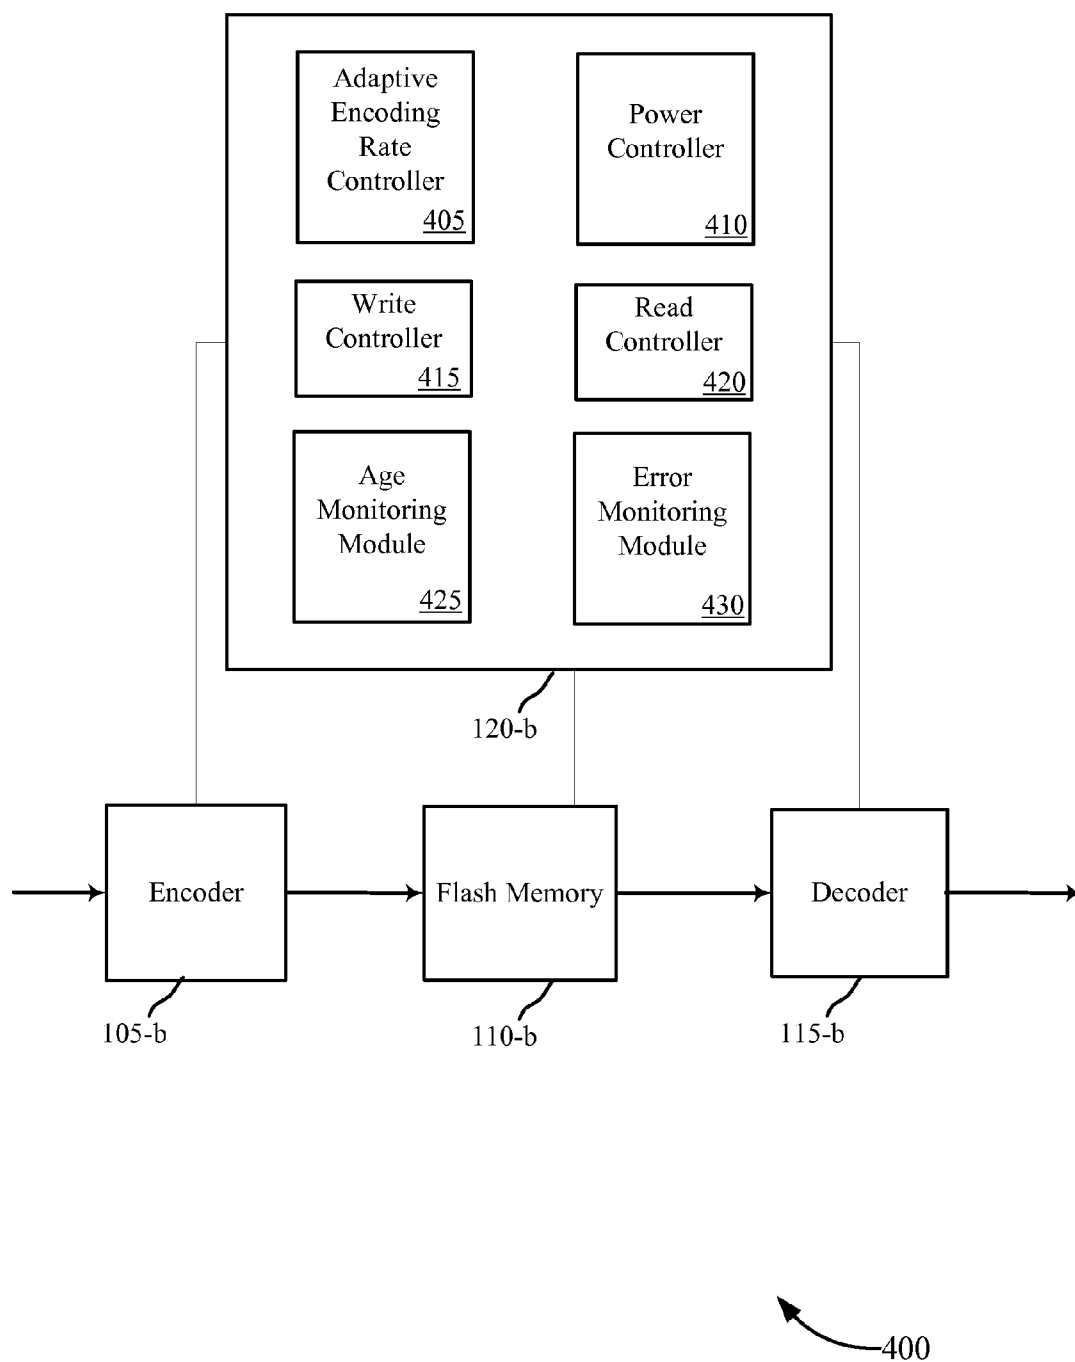 Adaptive
Encoding
Rate
Controller
405
Power
Controller
410
Write
Controller
415
Read
Controller
420
Age
Monitoring
Module
425
Error
Monitoring
Module
430
120-b
Encoder
Flash Memory
Decoder
105-b
110-b
115-b
400